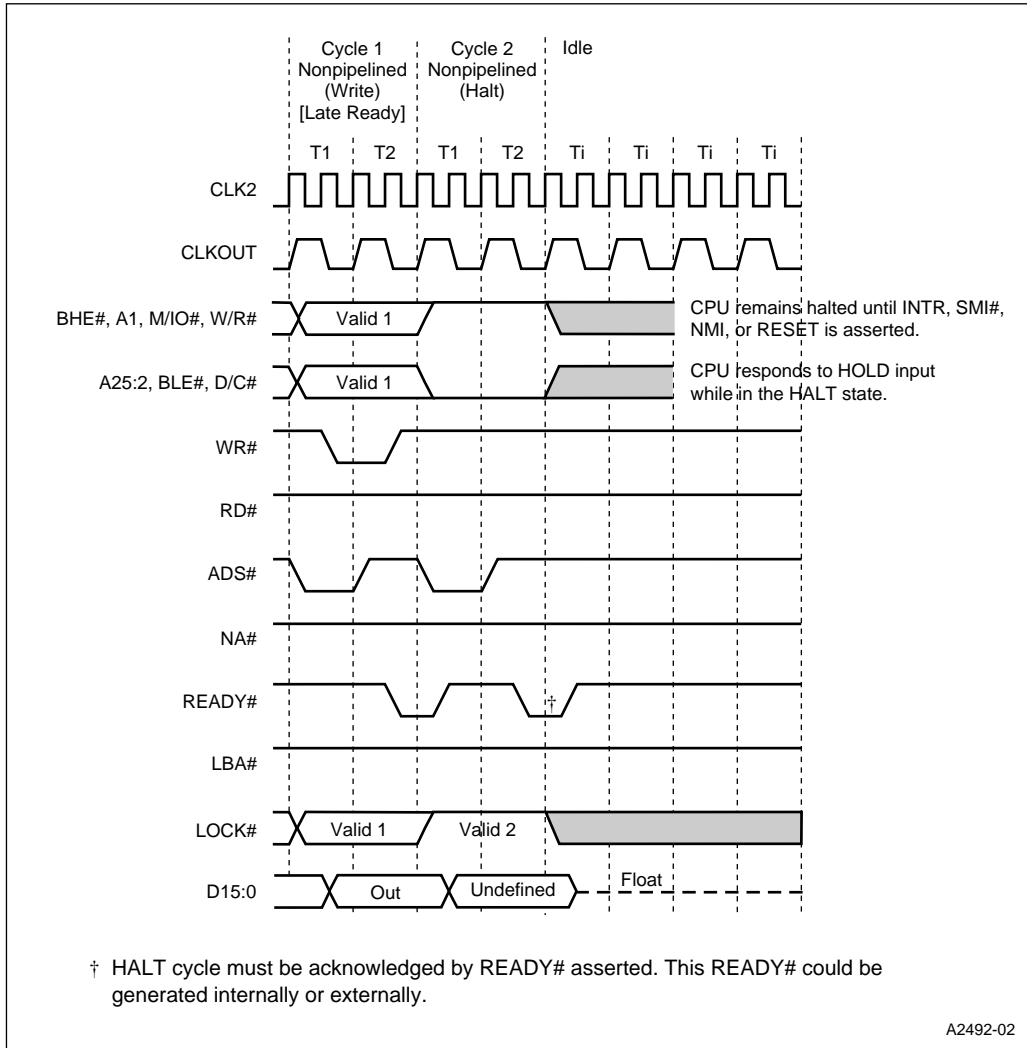 Cycle 1
Nonpipelined
(Write)
[Late Ready]
Cycle 2
Nonpipelined
(Halt)
Idle
T1 T2 T1 T2 Ti Ti Ti Ti
CLK2
CLKOUT
BHE#, A1, M/IO#, W/R#
Valid 1
CPU remains halted until INTR, SMI#,
NMI, or RESET is asserted.
A25:2, BLE#, D/C#
Valid 1
CPU responds to HOLD input
while in the HALT state.
WR#
RD#
ADS#
NA#
READY#
†
LBA#
LOCK#
Valid 1
Valid 2
D15:0
Out
Undefined
Float
† HALT cycle must be acknowledged by READY# asserted. This READY# could be
generated internally or externally.
A2492-02